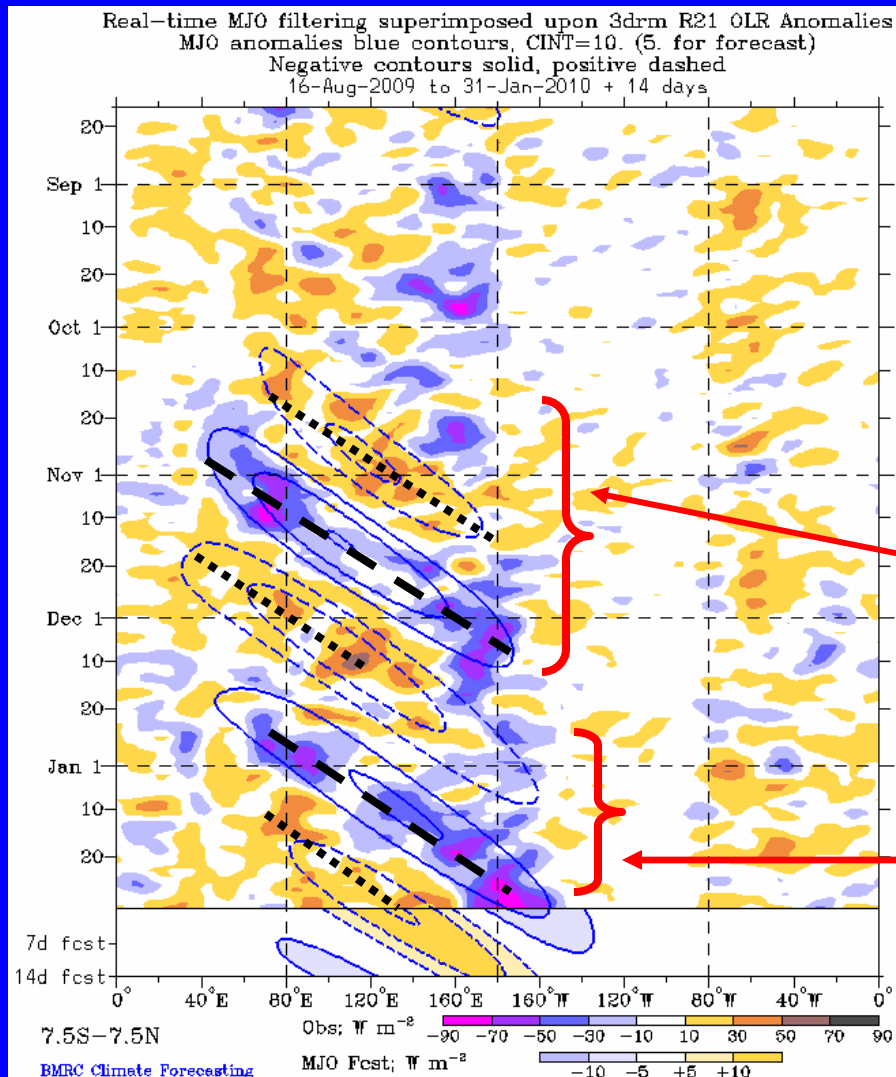 Real-time MJO filtering superimposed upon 3drm R21 OLR Anomalies
MJO anomalies blue contours, CINT=10. (5. for forecast)
Negative contours solid, positive dashed
16-Aug-2009 to 31-Jan-2010 + 14 days
20
Sep 1
10
20
Oct 1
10
20
Nov 1
10
20
Dec 1
10
20
Jan 1
10
20
7d fcst
14d fcst
0° 40°E 80°E 120°E 160°E 160°W 120°W 80°W 40°W 0°
7.5S-7.5N
Obs; W m⁻²
-90 -70 -50 -30 -10 10 30 50 70 90
BMRC Climate Forecasting
MJO Fcst; W m⁻²
-10 -5 +5 +10